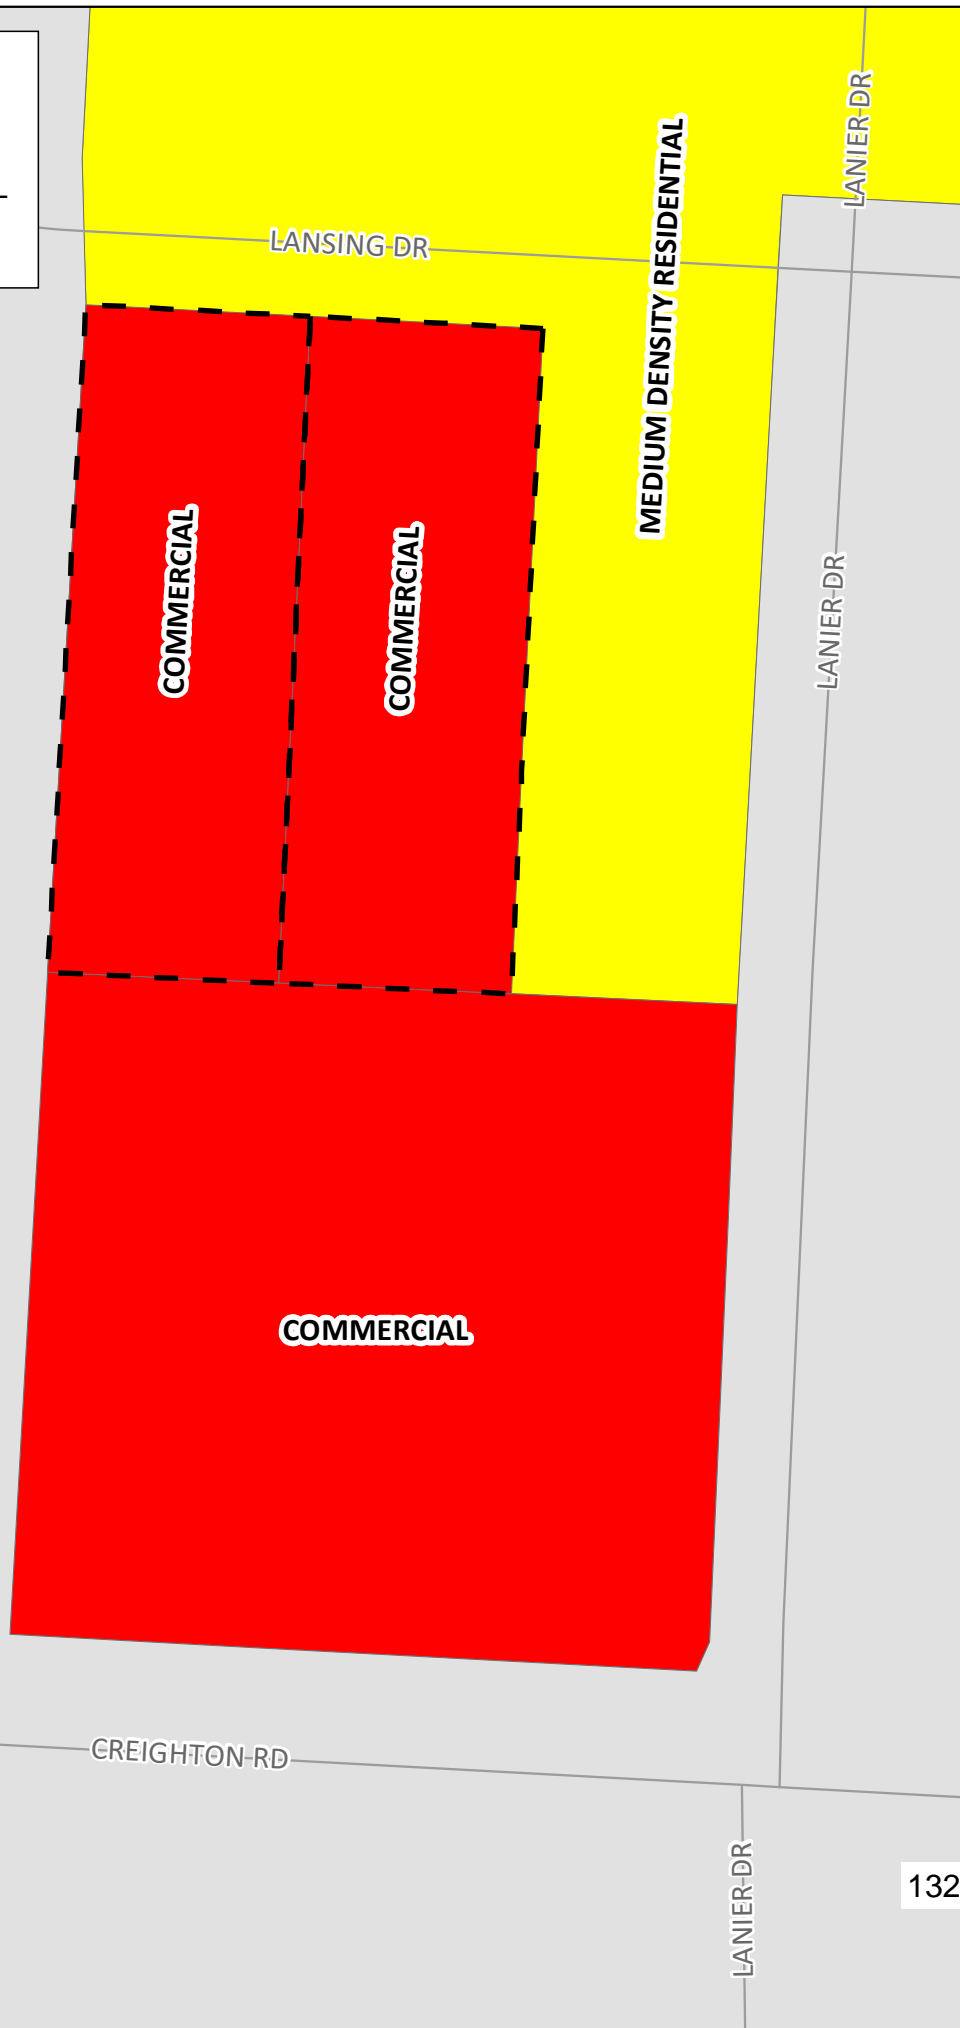 LANIER DR
LANSING DR
MEDIUM DENSITY RESIDENTIAL
COMMERCIAL
COMMERCIAL
LANIER DR
COMMERCIAL
CREIGHTON RD
LANIER DR
132